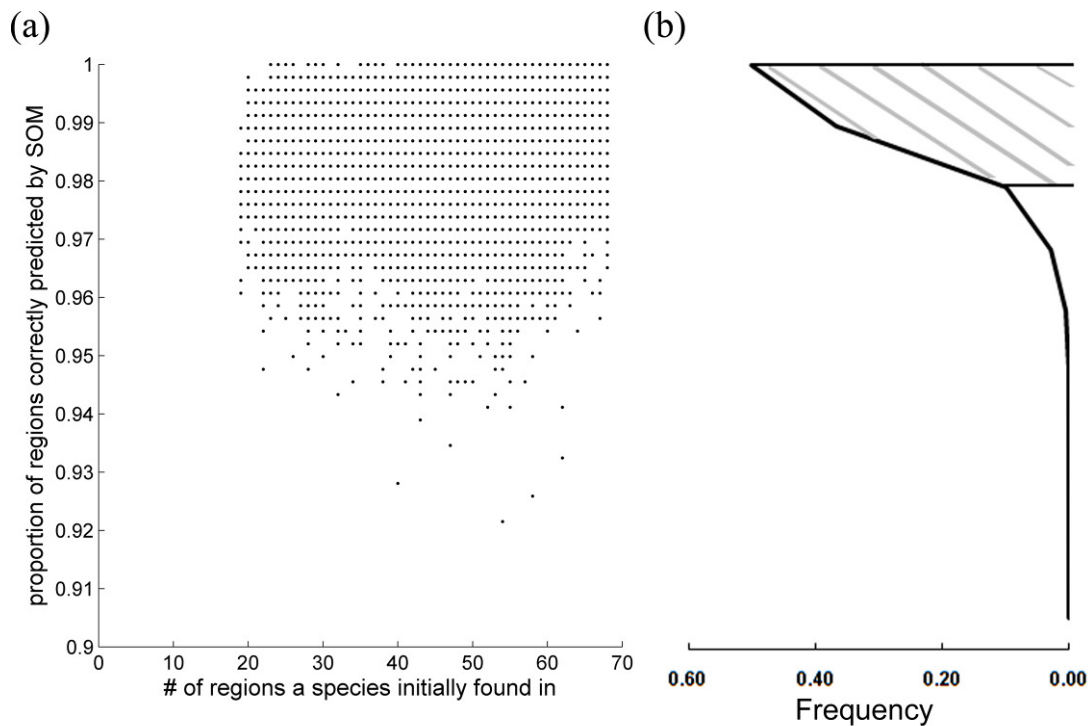 (a)
(b)
proportion of regions correctly predicted by SOM
1
0.99
0.98
0.97
0.96
0.95
0.94
0.93
0.92
0.91
0.9
0 10 20 30 40 50 60 70
# of regions a species initially found in
0.60 0.40 0.20 0.00
Frequency